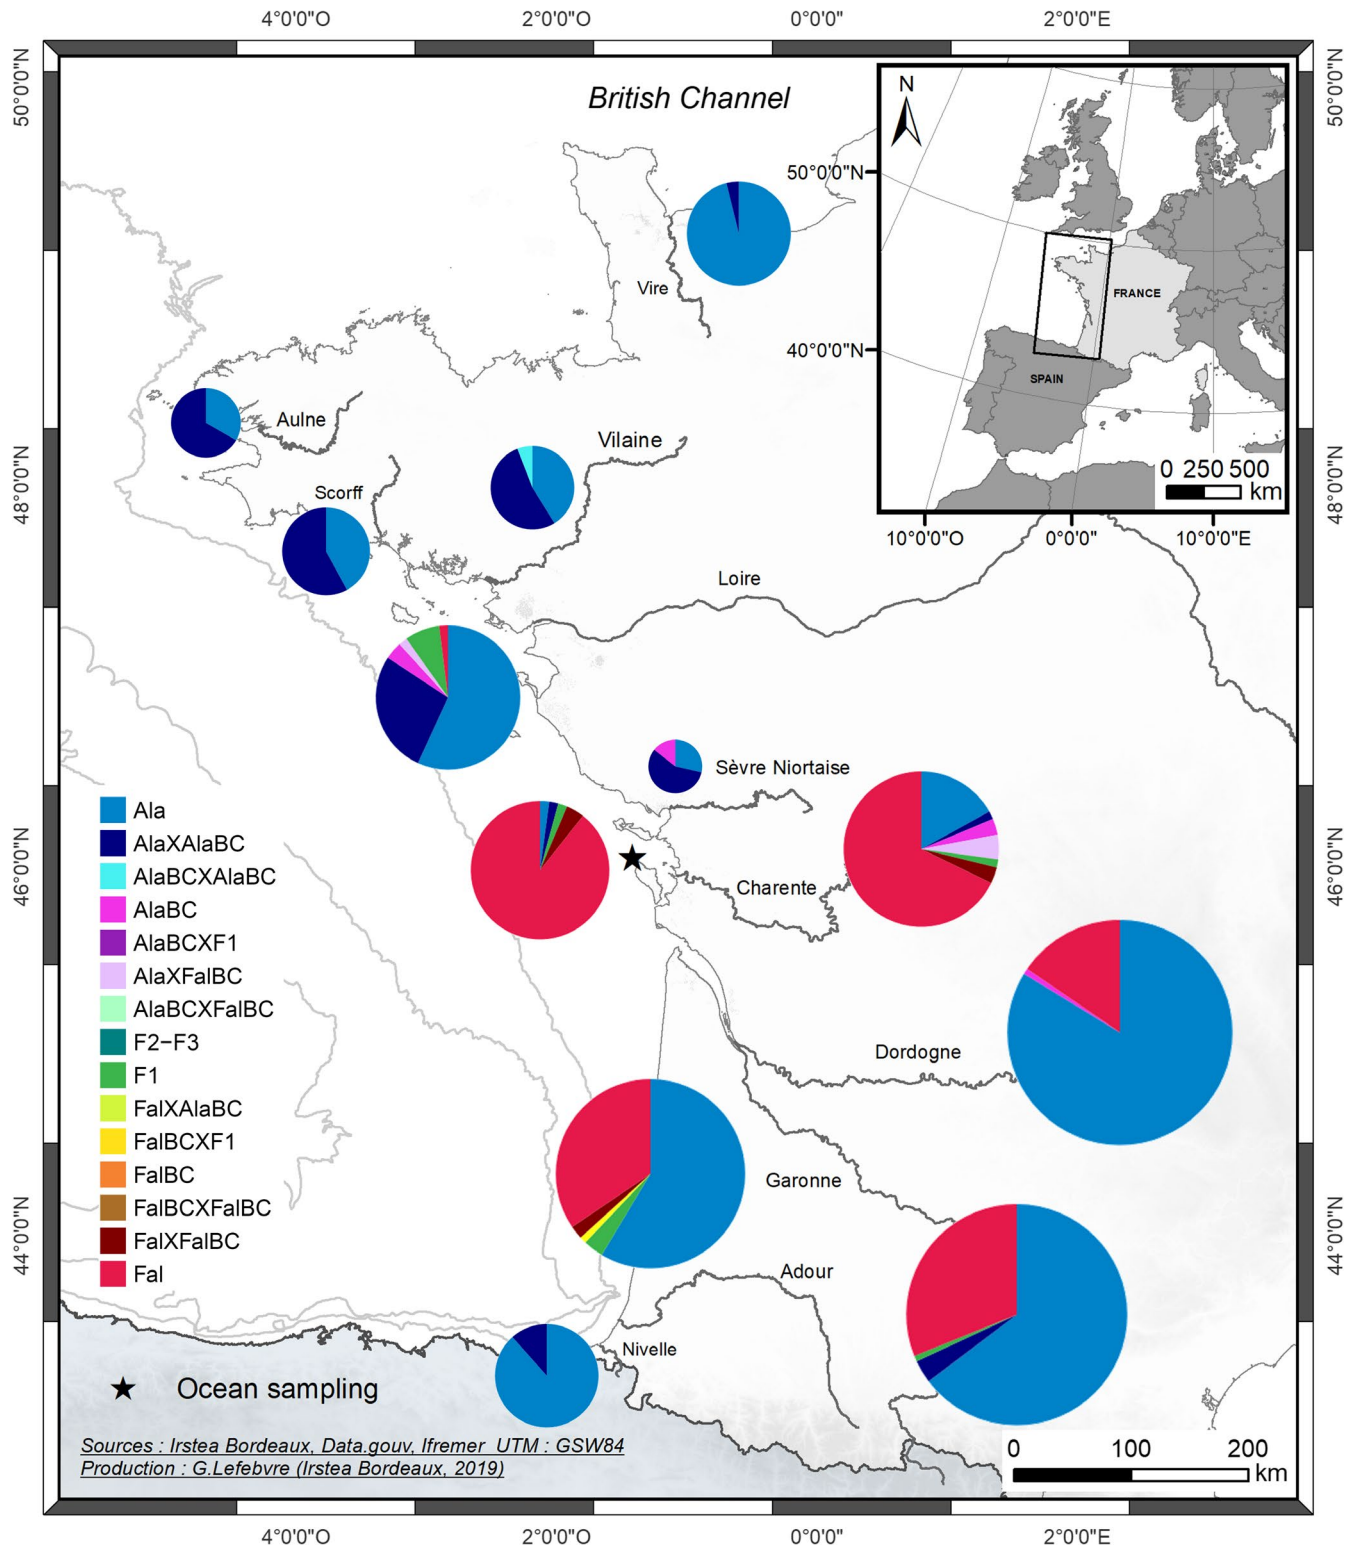 4°0'0"O
2°0'0"O
0°0'0"
2°0'0"E
50°0'0"N
48°0'0"N
46°0'0"N
44°0'0"N
50°0'0"N
48°0'0"N
46°0'0"N
44°0'0"N
British Channel
N
50°0'0"N
40°0'0"N
FRANCE
SPAIN
0 250 500
km
10°0'0"O
0°0'0"
10°0'0"E
Vire
Aulne
Vilaine
Scorff
Loire
Sèvre Niortaise
Charente
Dordogne
Garonne
Adour
Nivelle
Ala
AlaXAlaBC
AlaBCXAlaBC
AlaBC
AlaBCXF1
AlaXFalBC
AlaBCXFalBC
F2−F3
F1
FalXAlaBC
FalBCXF1
FalBC
FalBCXFalBC
FalXFalBC
Fal
Ocean sampling
Sources : Irstea Bordeaux, Data.gouv, Ifremer UTM : GSW84
Production : G.Lefebvre (Irstea Bordeaux, 2019)
0 100 200
km
4°0'0"O
2°0'0"O
0°0'0"
2°0'0"E